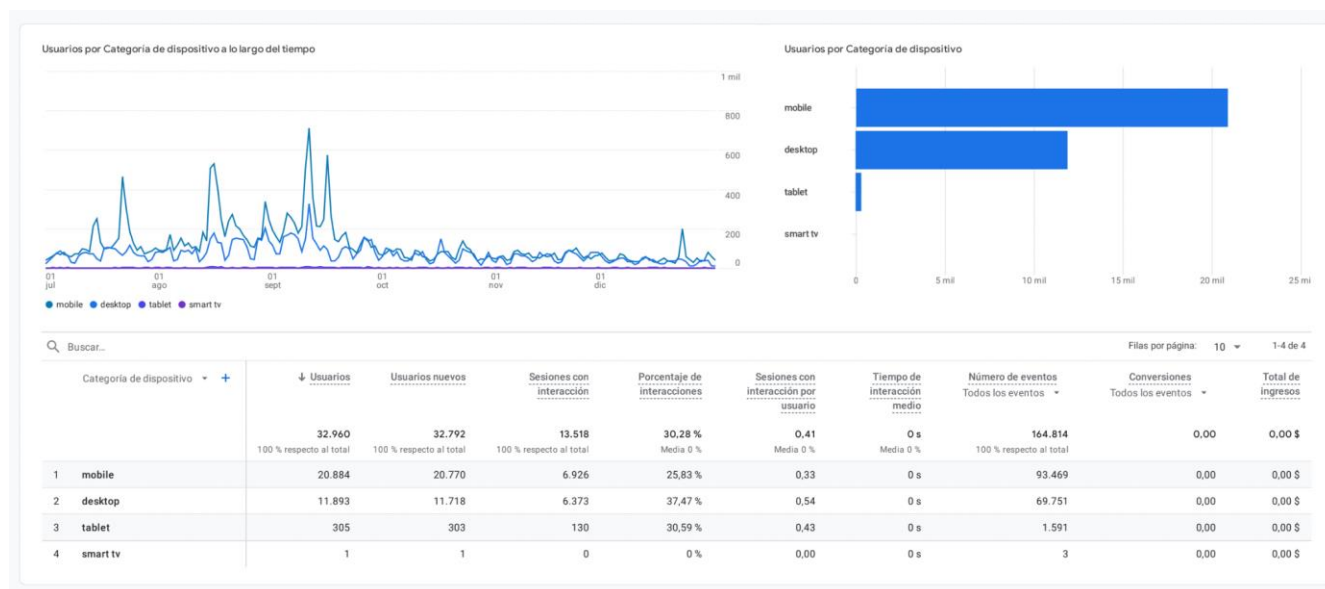 Usuarios por Categoría de dispositivo a lo largo del tiempo
1 mil
800
600
400
200
0
01 jul
01 ago
01 sept
01 oct
01 nov
01 dic
mobile desktop tablet smart tv
Usuarios por Categoría de dispositivo
mobile
desktop
tablet
smart tv
0 5 mil 10 mil 15 mil 20 mil 25 mi
Buscar...
Filas por página: 10 1-4 de 4
Categoría de dispositivo + ↓ Usuarios Usuarios nuevos Sesiones con interacción Porcentaje de interacciones Sesiones con interacción por usuario Tiempo de interacción medio Número de eventos Todos los eventos Conversiones Todos los eventos Total de ingresos
32.960 32.792 13.518 30,28 % 0,41 0 s 164.814 0,00 0,00 $
100 % respecto al total 100 % respecto al total 100 % respecto al total Media 0 % Media 0 % Media 0 % 100 % respecto al total
1 mobile 20.884 20.770 6.926 25,83 % 0,33 0 s 93.469 0,00 0,00 $
2 desktop 11.893 11.718 6.373 37,47 % 0,54 0 s 69.751 0,00 0,00 $
3 tablet 305 303 130 30,59 % 0,43 0 s 1.591 0,00 0,00 $
4 smart tv 1 1 0 0 % 0,00 0 s 3 0,00 0,00 $